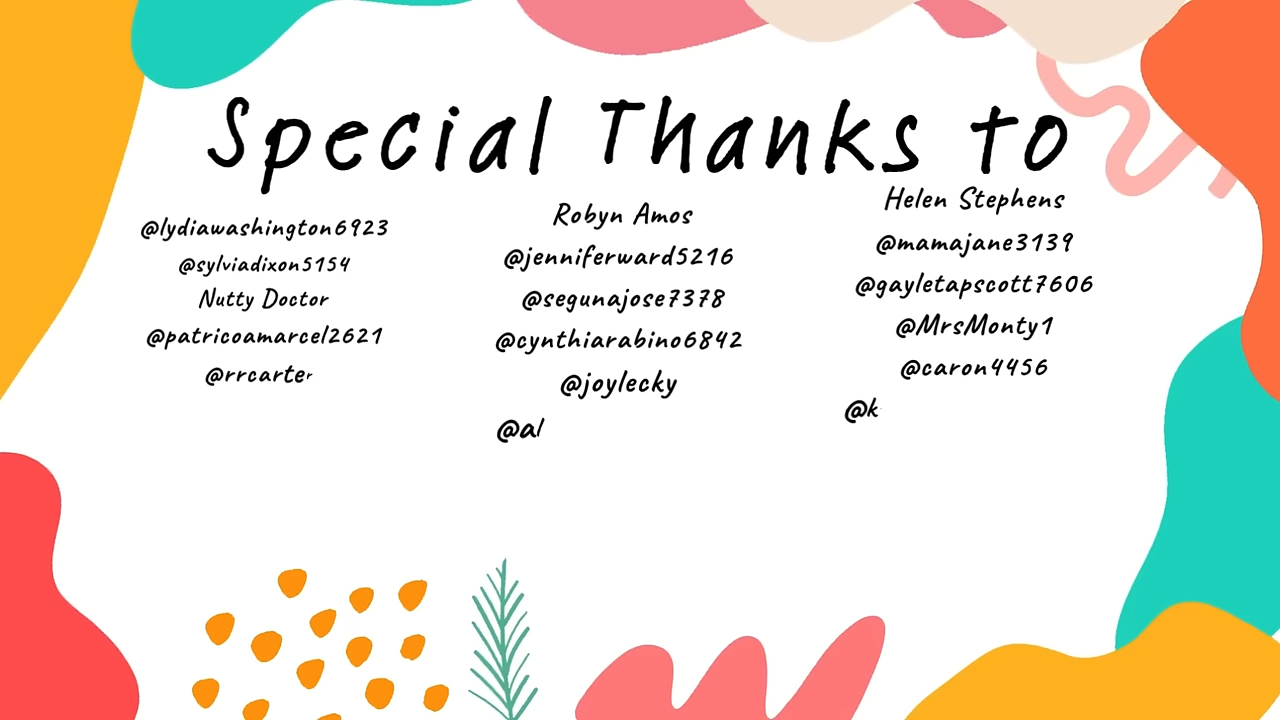 Special Thanks to
@lydiawashington6923
@sylviadixon5154
Nutty Doctor
@patricoamarcel2621
@rrcarter
Robyn Amos
@jenniferward5216
@segunajose7378
@cynthiarabino6842
@joylecky
@al
Helen Stephens
@mamajane3139
@gayletapscott7606
@MrsMonty1
@caron4456
@k